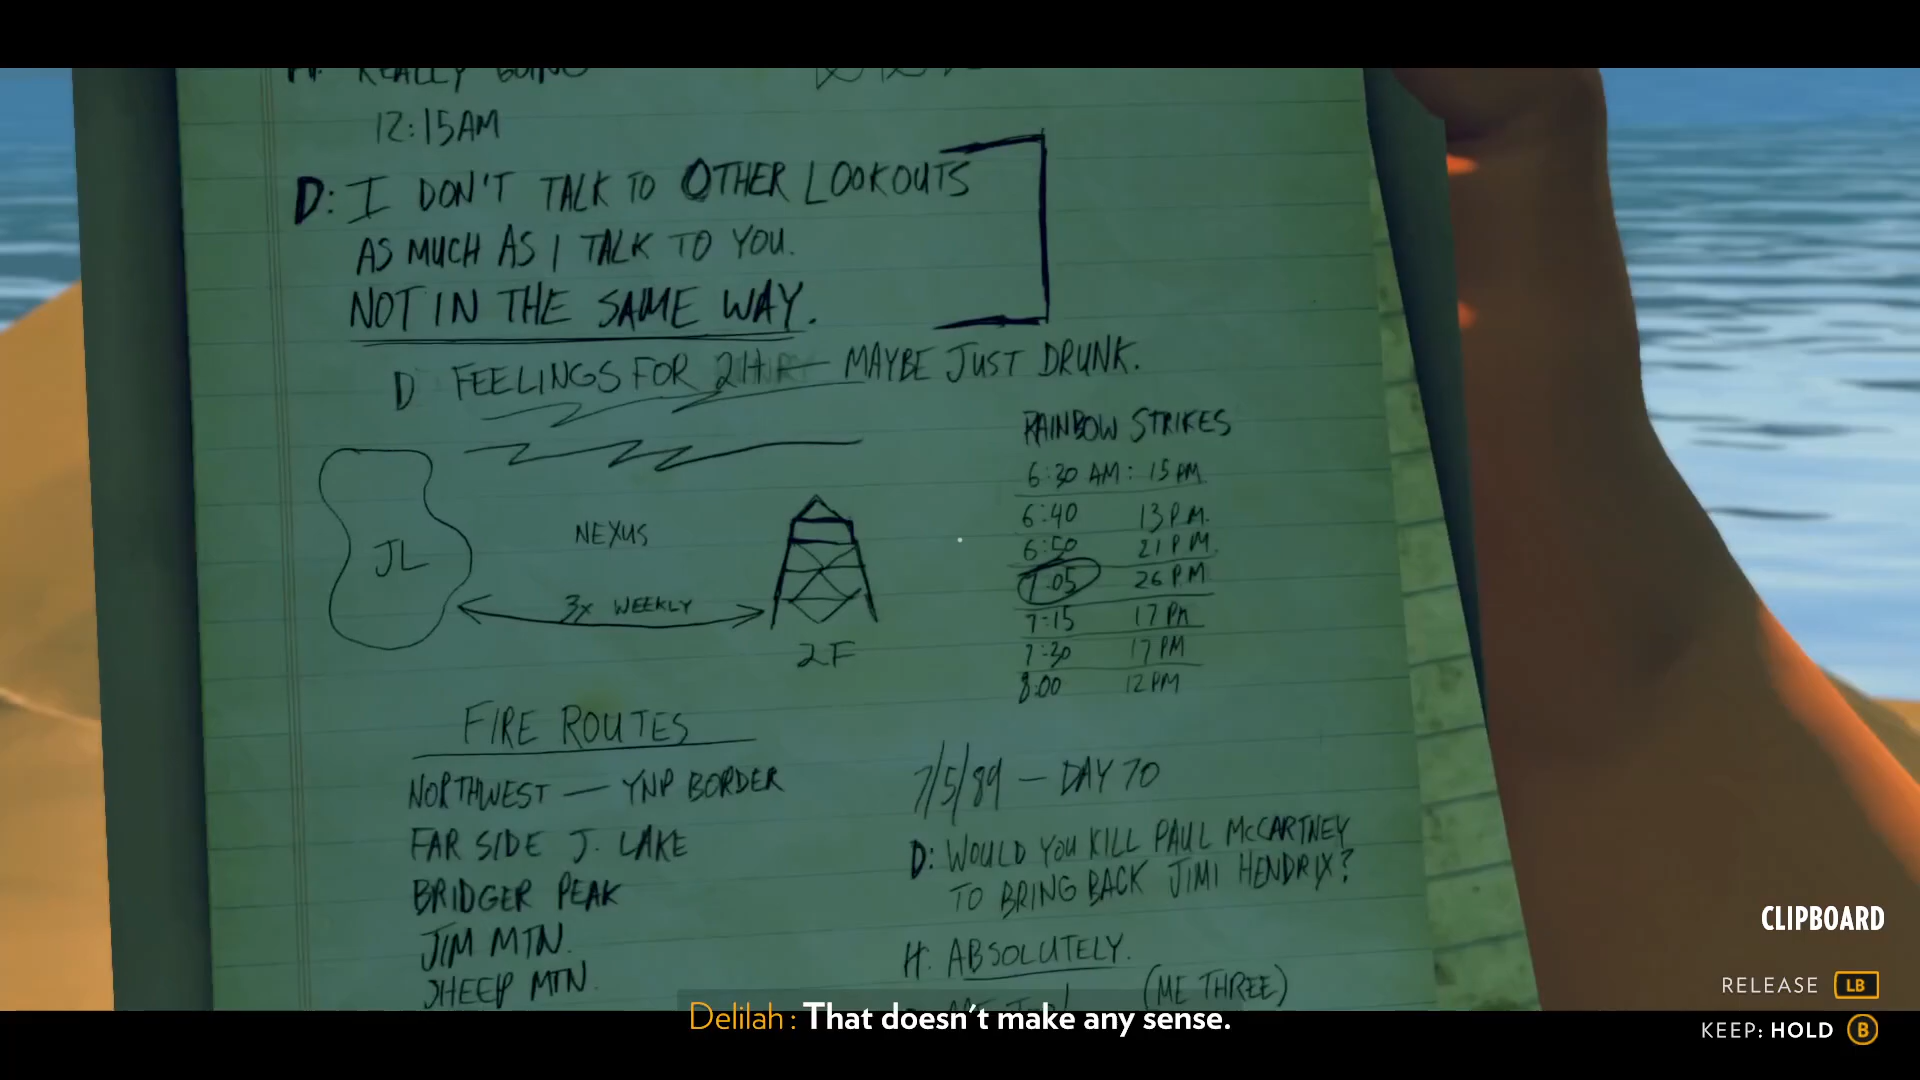 H: REALLY GOING
12:15AM
D: I DON'T TALK TO OTHER LOOKOUTS
AS MUCH AS I TALK TO YOU.
NOT IN THE SAME WAY.
D FEELINGS FOR MAYBE JUST DRUNK.
RAINBOW STRIKES
6:30 AM: 15 PM
6:40 13 P.M.
6:50 21 P.M.
7:05 26 P.M
7:15 17 PM
7:30 17 PM
8:00 12 PM
JL
NEXUS
3x WEEKLY
2F
FIRE ROUTES
NORTHWEST — YNP BORDER
FAR SIDE J. LAKE
BRIDGER PEAK
JIM MTN.
SHEEP MTN.
7/5/89 — DAY 70
D: WOULD YOU KILL PAUL McCARTNEY
TO BRING BACK JIMI HENDRIX?
H: ABSOLUTELY.
(ME THREE)
Delilah : That doesn't make any sense.
CLIPBOARD
RELEASE LB
KEEP: HOLD B